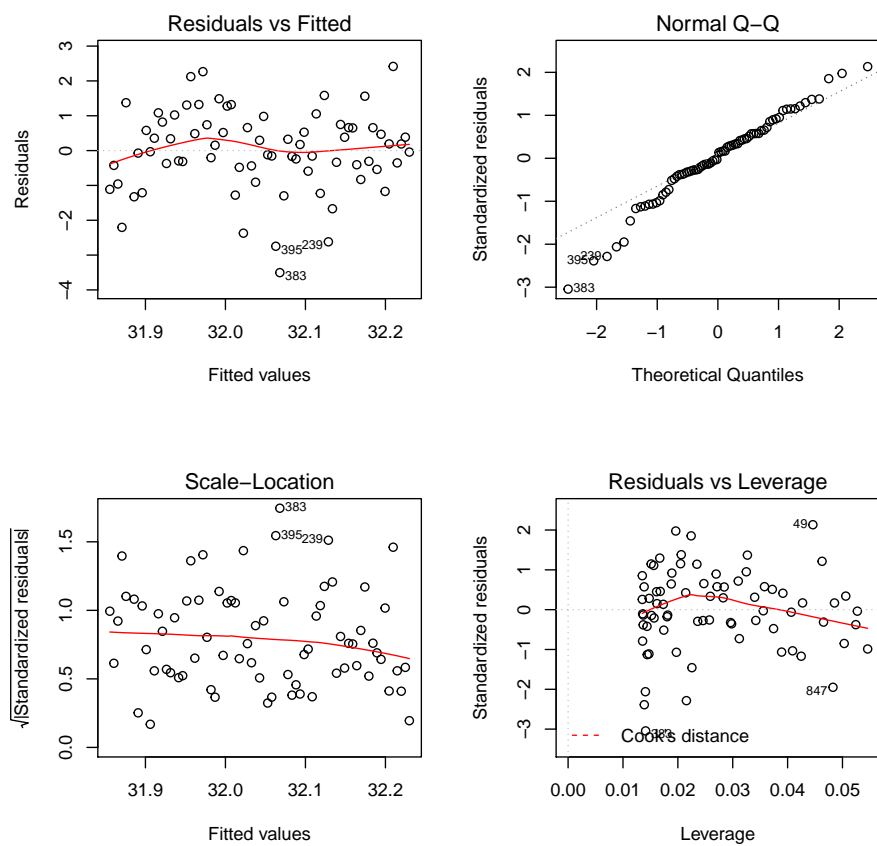 Residuals vs Fitted
Residuals
3
2
1
0
−2
−4
395
239
383
31.9 32.0 32.1 32.2
Fitted values
Normal Q−Q
Standardized residuals
2
1
0
−1
−2
−3
395
239
383
−2 −1 0 1 2
Theoretical Quantiles
Scale−Location
√|Standardized residuals|
1.5
1.0
0.5
0.0
383
395
239
31.9 32.0 32.1 32.2
Fitted values
Residuals vs Leverage
Standardized residuals
2
1
0
−1
−2
−3
49
847
383
Cook's distance
0.00 0.01 0.02 0.03 0.04 0.05
Leverage